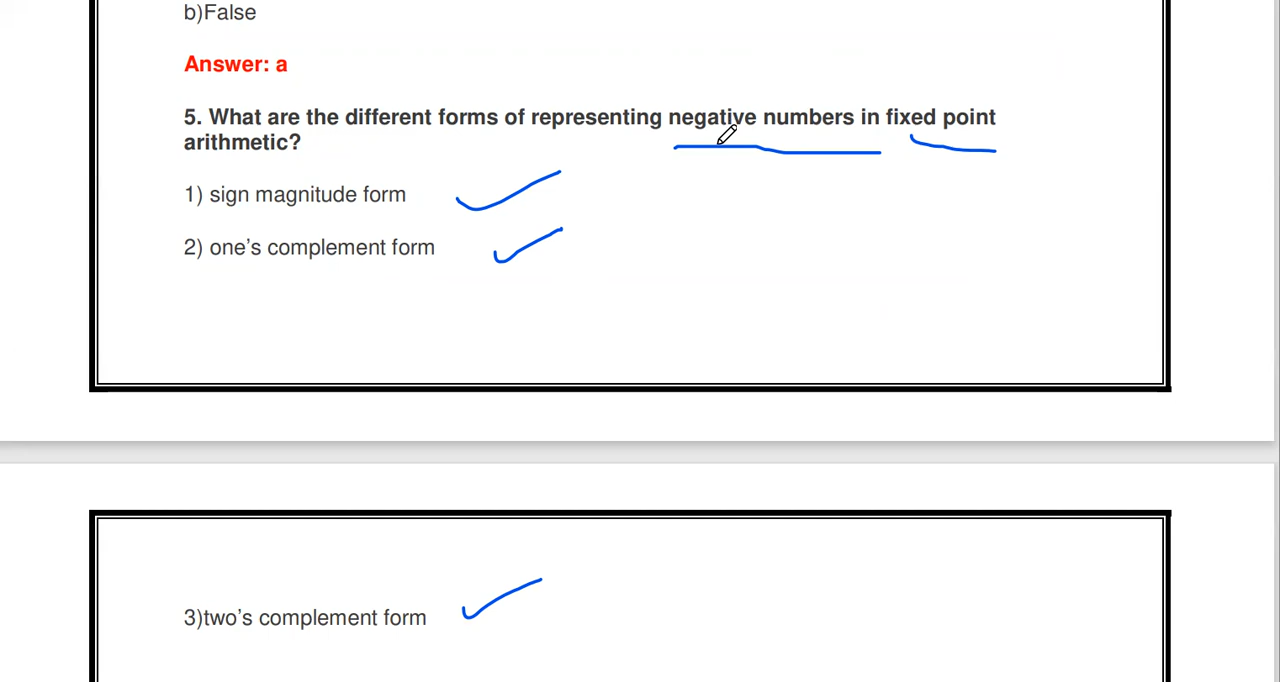 b)False
Answer: a
5. What are the different forms of representing negative numbers in fixed point
arithmetic?
1) sign magnitude form
2) one’s complement form
3)two’s complement form